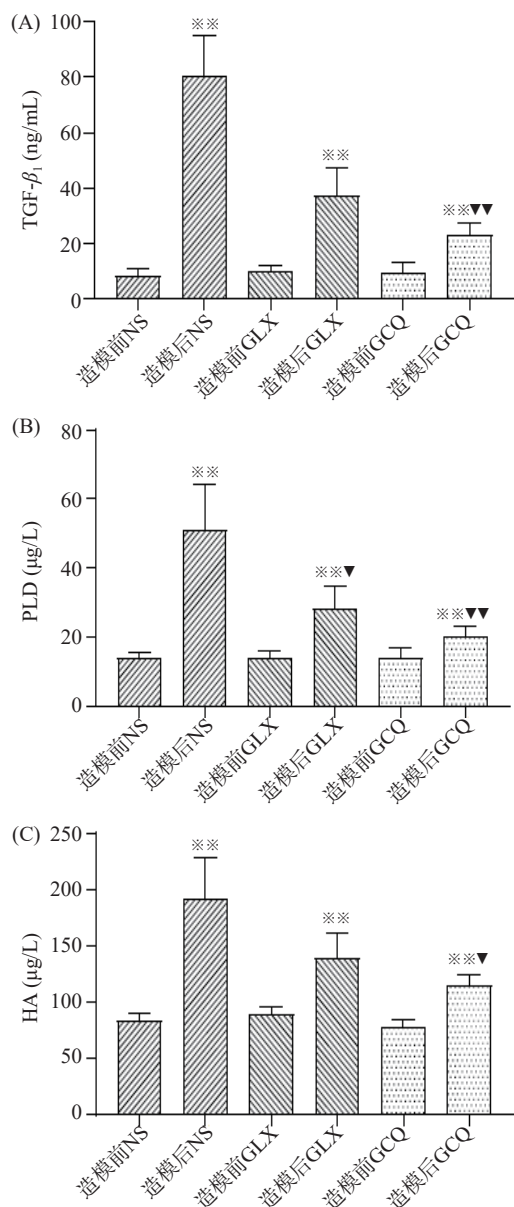 (A)
TGF-β₁ (ng/mL)
100
80
60
40
20
0
※※
※※
※※▼▼
造模前NS
造模后NS
造模前GLX
造模后GLX
造模前GCQ
造模后GCQ
(B)
PLD (μg/L)
80
60
40
20
0
※※
※※▼
※※▼▼
造模前NS
造模后NS
造模前GLX
造模后GLX
造模前GCQ
造模后GCQ
(C)
HA (μg/L)
250
200
150
100
50
0
※※
※※
※※▼
造模前NS
造模后NS
造模前GLX
造模后GLX
造模前GCQ
造模后GCQ